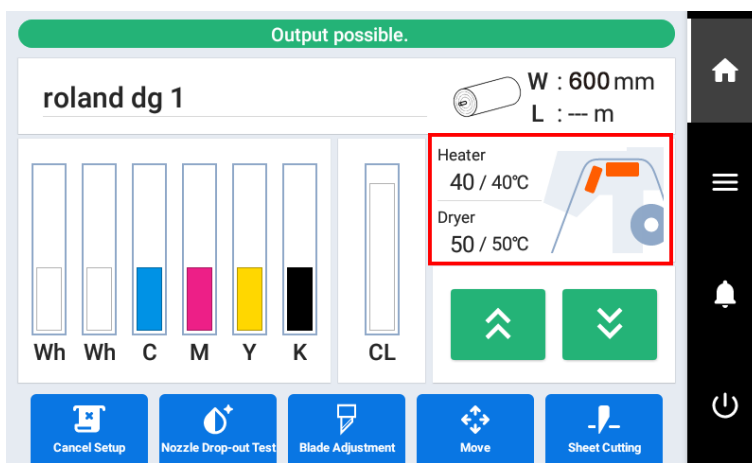 Output possible.
roland dg 1
W : 600 mm
L : --- m
Heater
40 / 40℃
Dryer
50 / 50℃
Wh Wh C M Y K CL
Cancel Setup Nozzle Drop-out Test Blade Adjustment Move Sheet Cutting